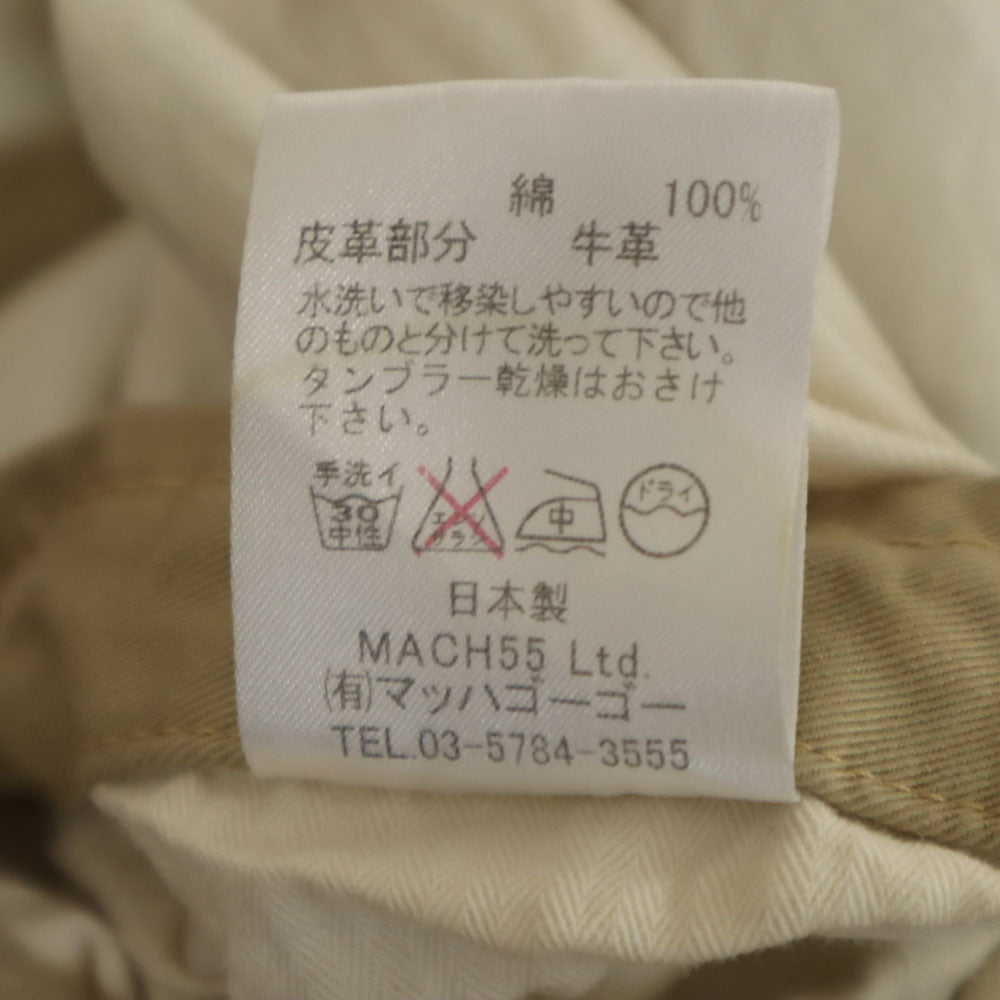 綿 100%
皮革部分 牛革
水洗いで移染しやすいので他
のものと分けて洗って下さい。
タンブラー乾燥はおさけ
下さい。
手洗イ
30
中性
エンソ
サラシ
中
ドライ
日本製
MACH55 Ltd.
(有)マッハゴーゴー
TEL.03-5784-3555